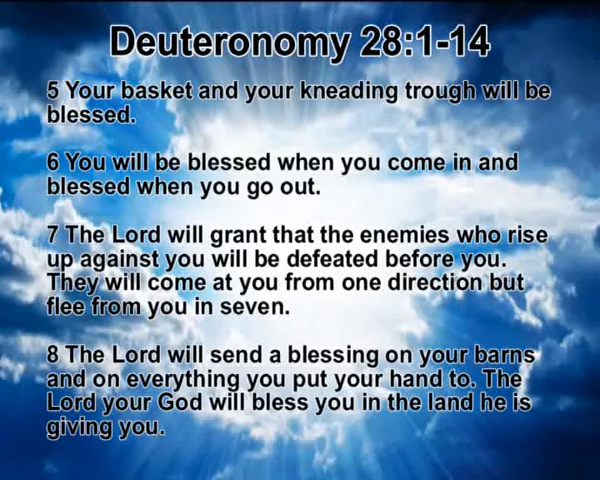 Deuteronomy 28:1-14
5 Your basket and your kneading trough will be
blessed.
6 You will be blessed when you come in and
blessed when you go out.
7 The Lord will grant that the enemies who rise
up against you will be defeated before you.
They will come at you from one direction but
flee from you in seven.
8 The Lord will send a blessing on your barns
and on everything you put your hand to. The
Lord your God will bless you in the land he is
giving you.